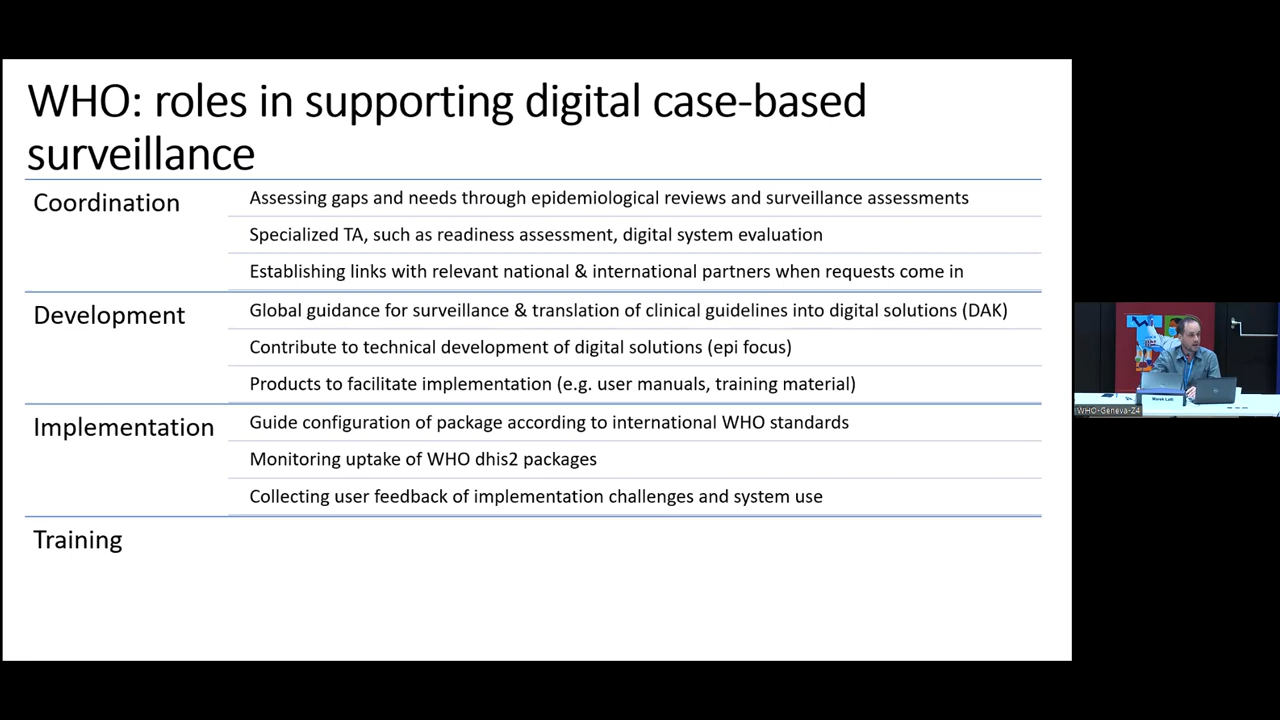 WHO: roles in supporting digital case-based
surveillance
Coordination
Assessing gaps and needs through epidemiological reviews and surveillance assessments
Specialized TA, such as readiness assessment, digital system evaluation
Establishing links with relevant national & international partners when requests come in
Development
Global guidance for surveillance & translation of clinical guidelines into digital solutions (DAK)
Contribute to technical development of digital solutions (epi focus)
Products to facilitate implementation (e.g. user manuals, training material)
Implementation
Guide configuration of package according to international WHO standards
Monitoring uptake of WHO dhis2 packages
Collecting user feedback of implementation challenges and system use
Training
WHO-Geneva-Z4